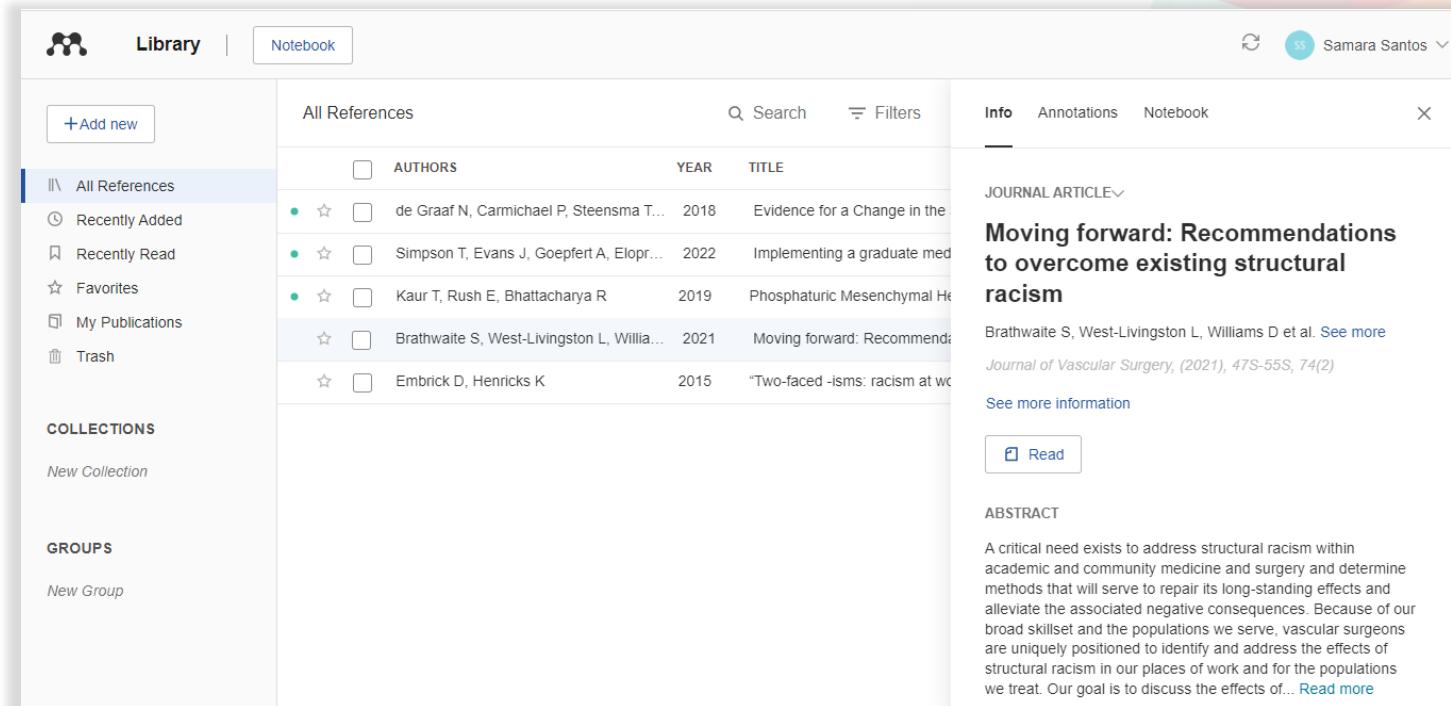 Library
Notebook
SS
Samara Santos
+Add new
All References
Recently Added
Recently Read
Favorites
My Publications
Trash
COLLECTIONS
New Collection
GROUPS
New Group
All References
Search
Filters
AUTHORS YEAR TITLE
de Graaf N, Carmichael P, Steensma T... 2018 Evidence for a Change in the
Simpson T, Evans J, Goepfert A, Elopr... 2022 Implementing a graduate med
Kaur T, Rush E, Bhattacharya R 2019 Phosphaturic Mesenchymal He
Brathwaite S, West-Livingston L, Willia... 2021 Moving forward: Recommenda
Embrick D, Henricks K 2015 “Two-faced -isms: racism at wo
Info Annotations Notebook
JOURNAL ARTICLE
Moving forward: Recommendations
to overcome existing structural
racism
Brathwaite S, West-Livingston L, Williams D et al. See more
Journal of Vascular Surgery, (2021), 47S-55S, 74(2)
See more information
Read
ABSTRACT
A critical need exists to address structural racism within
academic and community medicine and surgery and determine
methods that will serve to repair its long-standing effects and
alleviate the associated negative consequences. Because of our
broad skillset and the populations we serve, vascular surgeons
are uniquely positioned to identify and address the effects of
structural racism in our places of work and for the populations
we treat. Our goal is to discuss the effects of... Read more